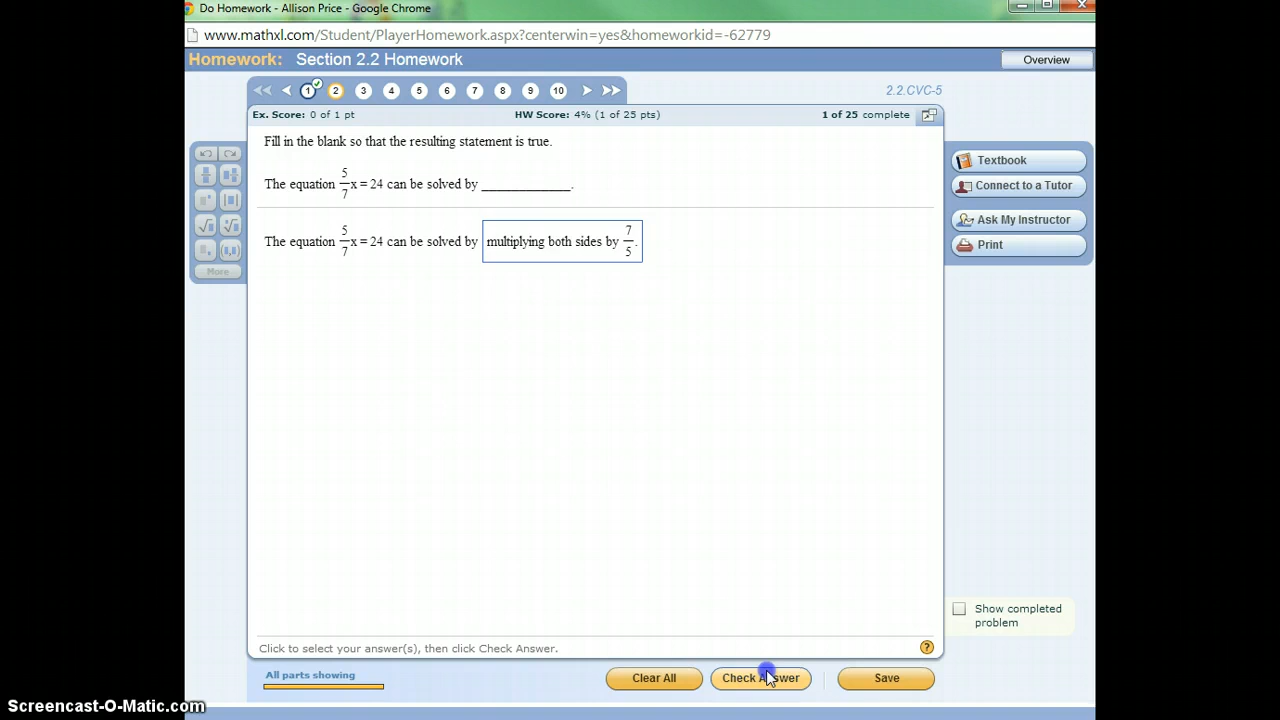 Do Homework - Allison Price - Google Chrome
www.mathxl.com/Student/PlayerHomework.aspx?centerwin=yes&homeworkid=-62779
Homework: Section 2.2 Homework
Overview
1 2 3 4 5 6 7 8 9 10
2.2.CVC-5
Ex. Score: 0 of 1 pt
HW Score: 4% (1 of 25 pts)
1 of 25 complete
Fill in the blank so that the resulting statement is true.
The equation 5/7x = 24 can be solved by ____________.
The equation 5/7x = 24 can be solved by multiplying both sides by 7/5.
More
Textbook
Connect to a Tutor
Ask My Instructor
Print
Show completed
problem
Click to select your answer(s), then click Check Answer.
?
All parts showing
Clear All
Check Answer
Save
Screencast-O-Matic.com